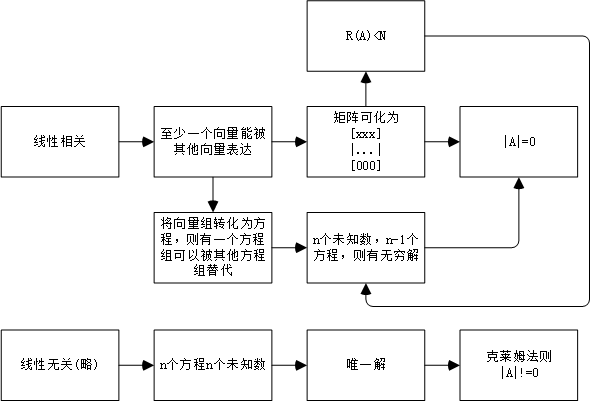 R(A)<N
线性相关
至少一个向量能被
其他向量表达
矩阵可化为
[xxx]
|...|
[000]
|A|=0
将向量组转化为方
程，则有一个方程
组可以被其他方程
组替代
n个未知数，n-1个
方程，则有无穷解
线性无关(略)
n个方程n个未知数
唯一解
克莱姆法则
|A|!=0